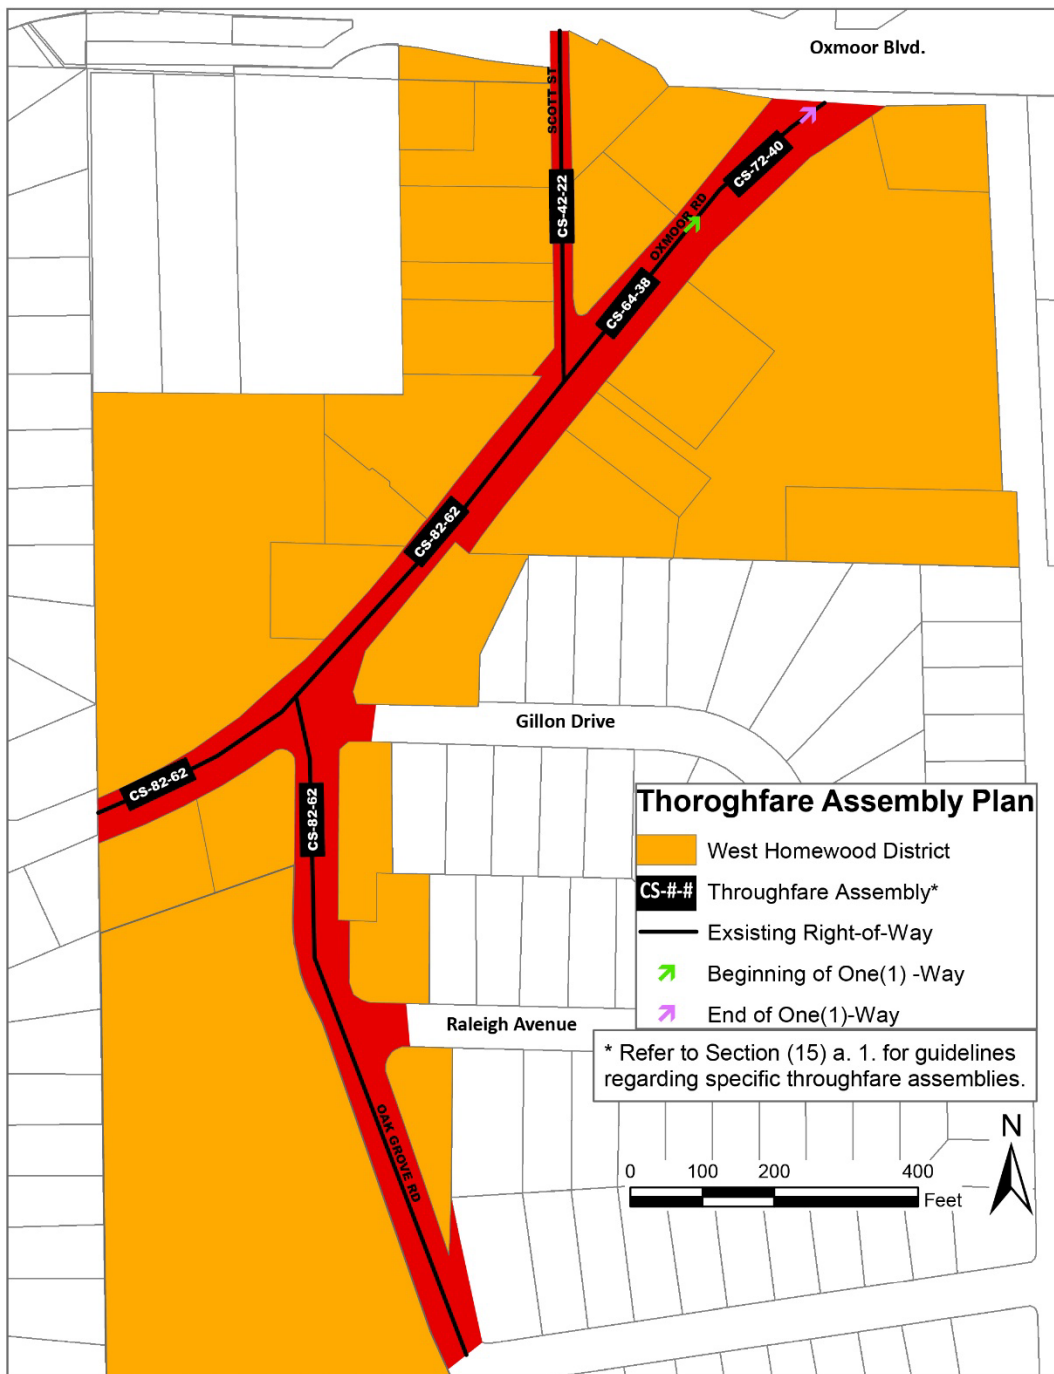 Oxmoor Blvd.
SCOTT ST
CS-72-40
CS-42-22
OXMOOR RD
CS-64-38
CS-82-62
Gillon Drive
CS-82-62
CS-82-62
Thoroghfare Assembly Plan
West Homewood District
CS-#-# Throughfare Assembly*
Exsisting Right-of-Way
Beginning of One(1) -Way
End of One(1)-Way
Raleigh Avenue
* Refer to Section (15) a. 1. for guidelines
regarding specific throughfare assemblies.
OAK GROVE RD
N
0 100 200 400
Feet